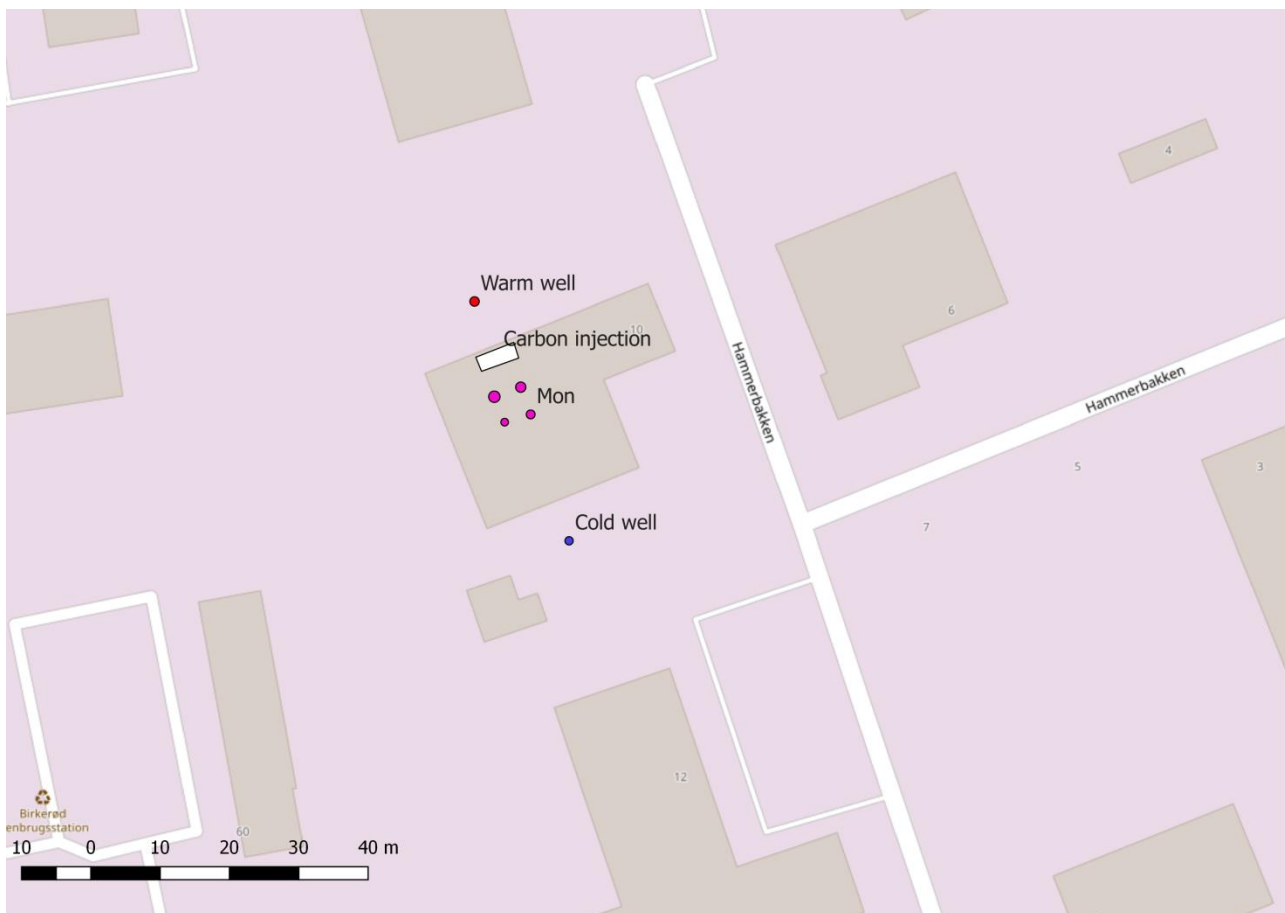 4
Warm well
10
Carbon injection
6
Hammerbakken
Hammerbakken
Mon
5
3
7
Cold well
12
Birkerød
enbrugsstation
60
10 0 10 20 30 40 m